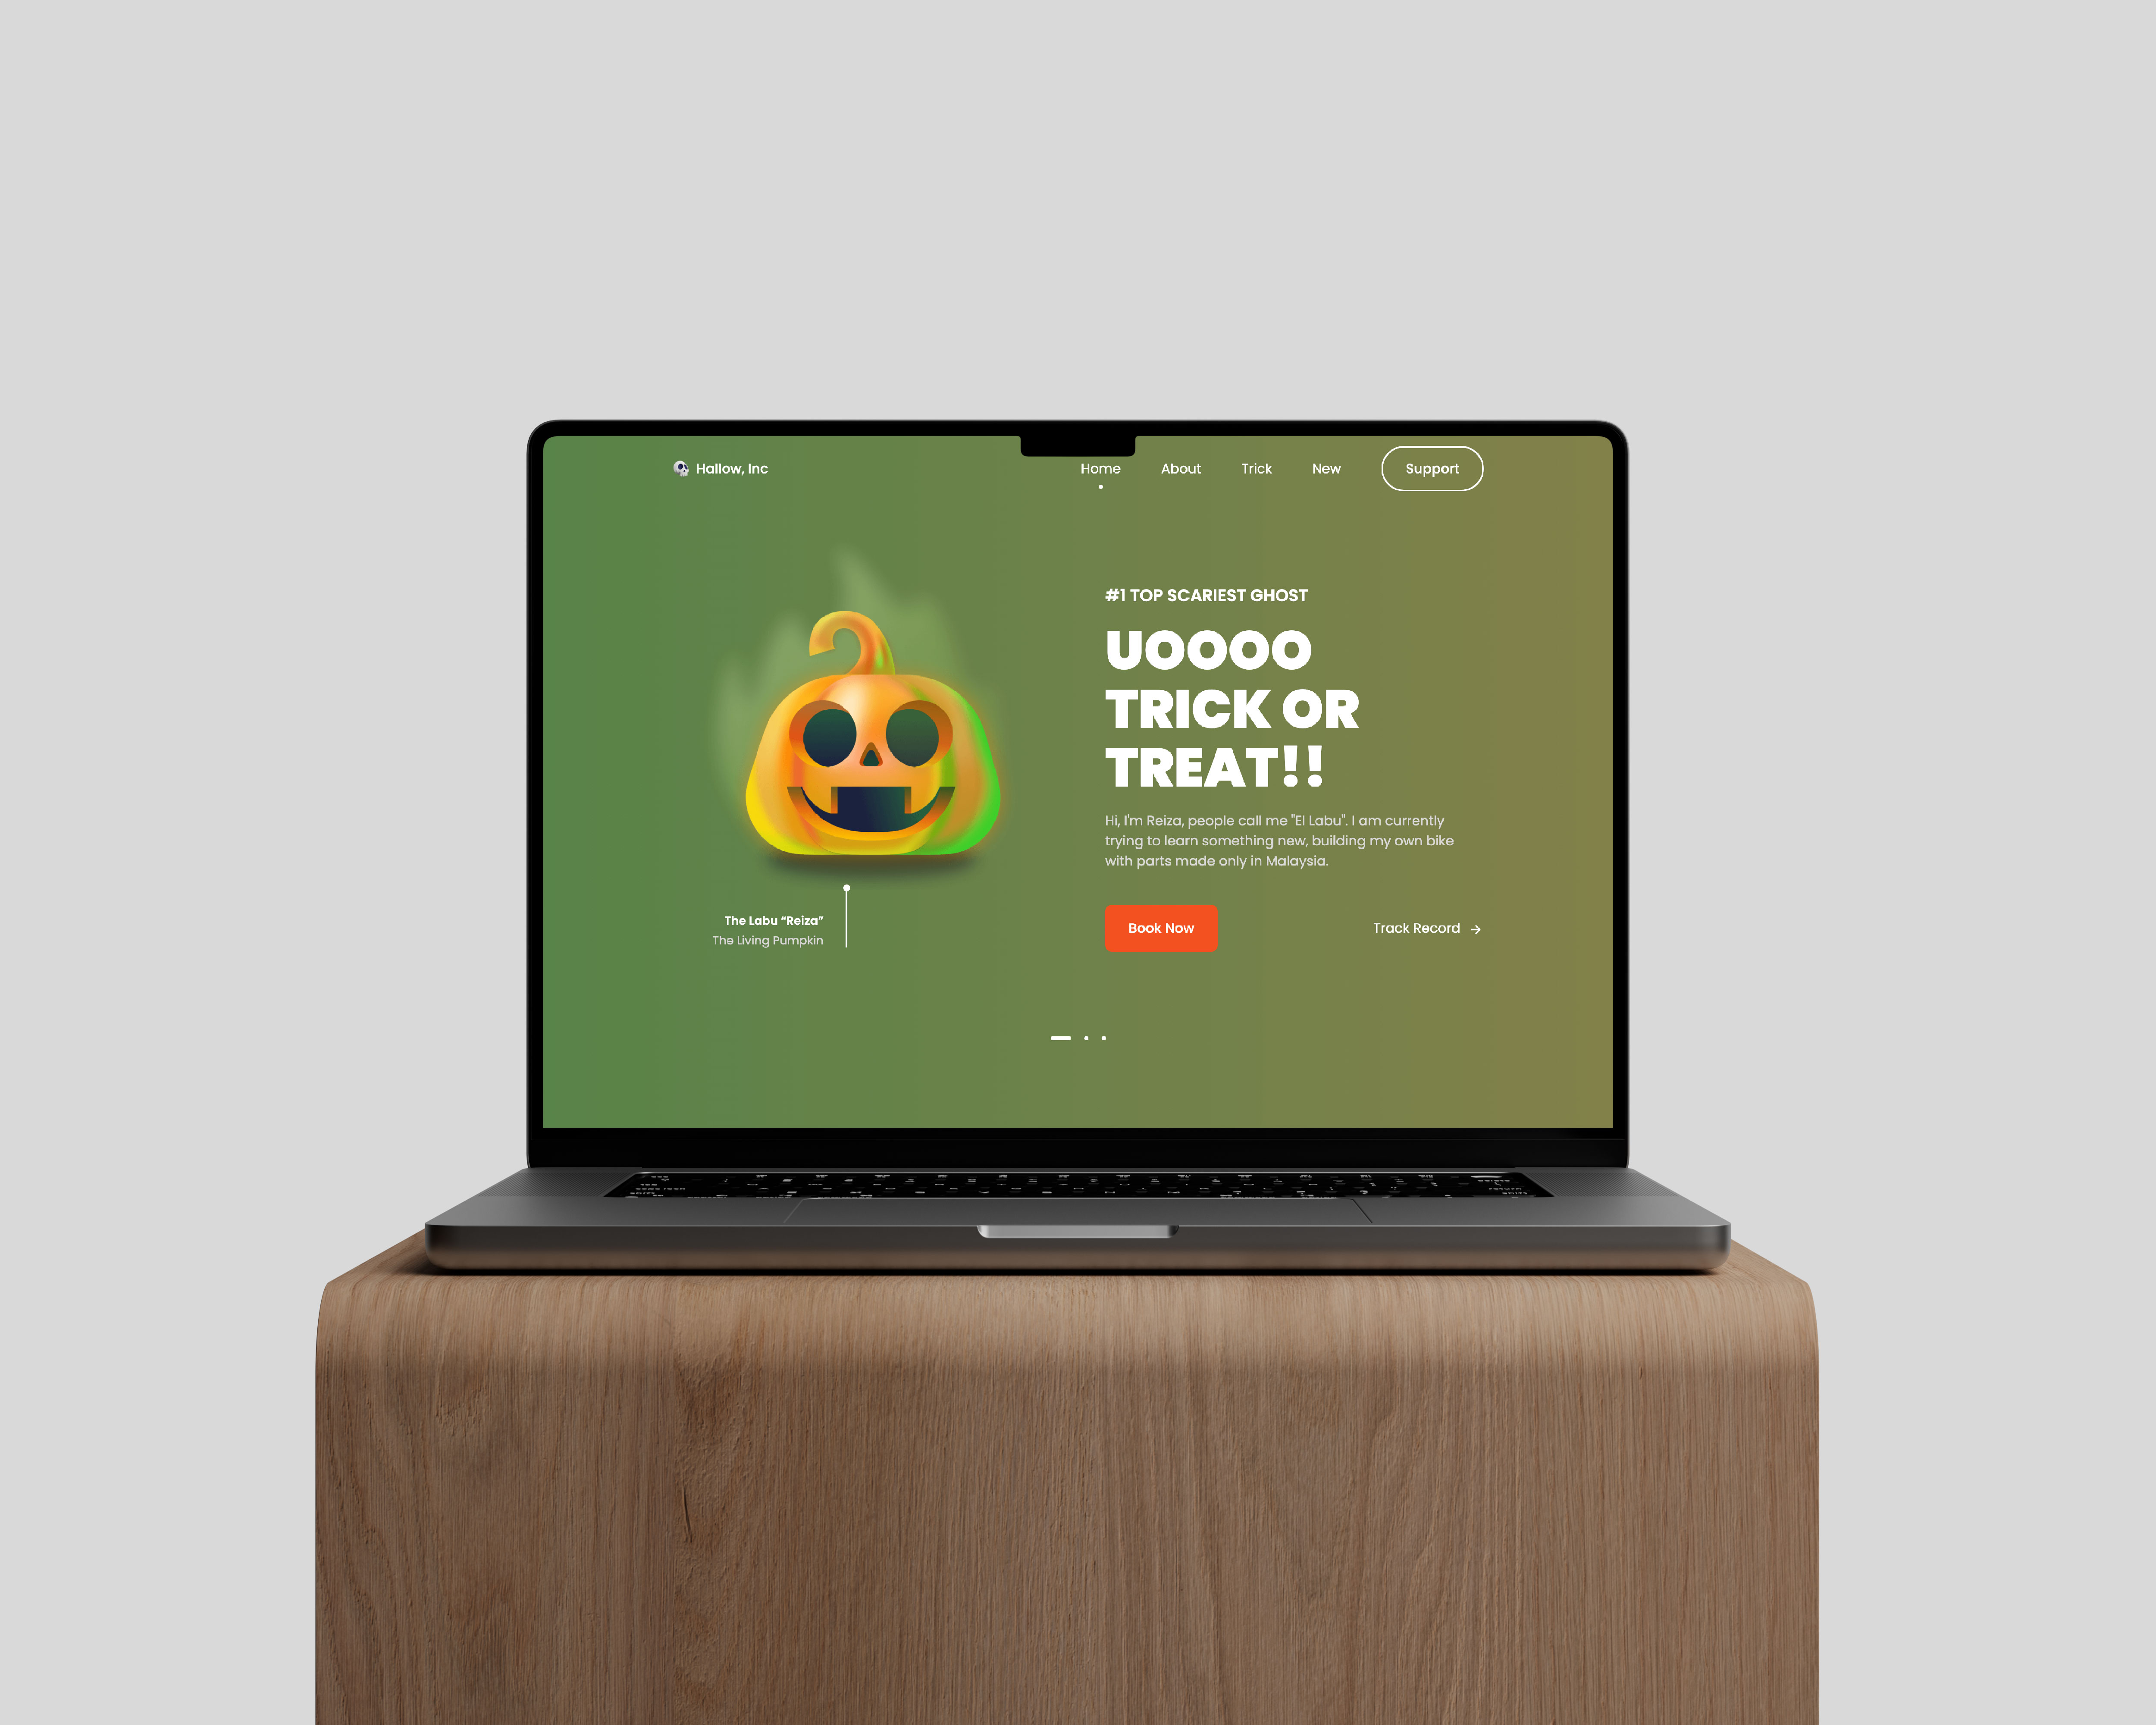 Hallow, Inc
Home
About
Trick
New
Support
#1 TOP SCARIEST GHOST
UOOOO
TRICK OR
TREAT!!
Hi, I'm Reiza, people call me "El Labu". I am currently
trying to learn something new, building my own bike
with parts made only in Malaysia.
Book Now
Track Record →
The Labu “Reiza”
The Living Pumpkin